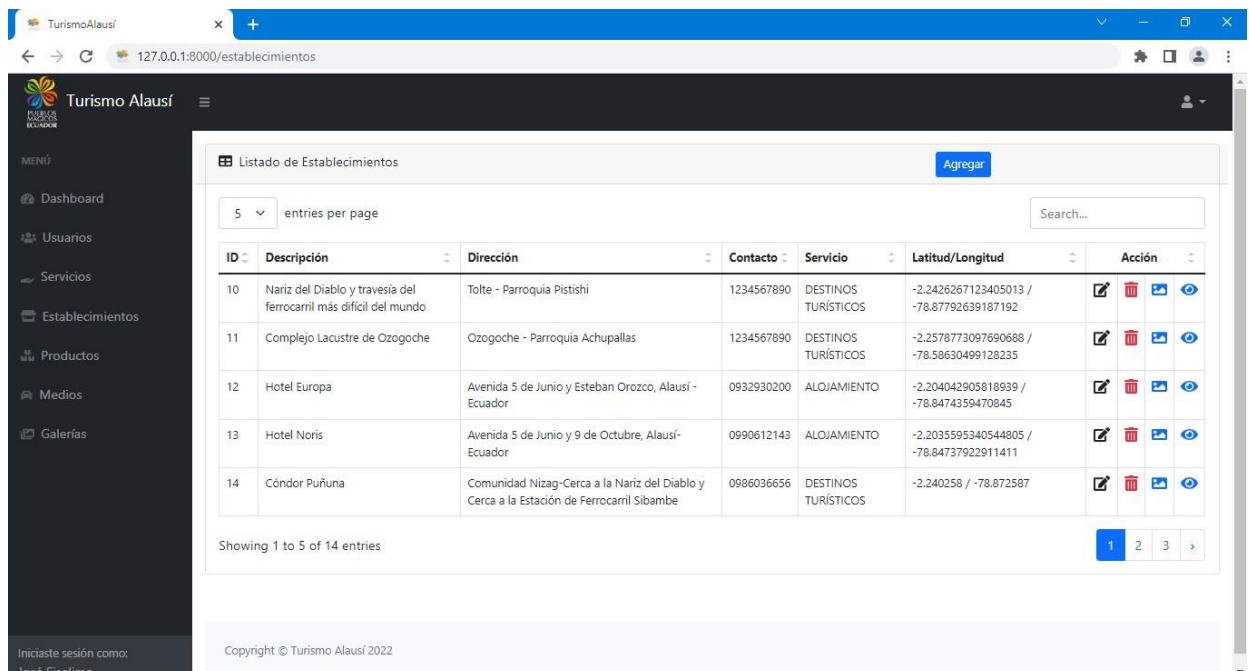 TurismoAlausí
127.0.0.1:8000/establecimientos
PUEBLOS
MÁGICOS
ECUADOR
Turismo Alausí
MENÚ
Dashboard
Usuarios
Servicios
Establecimientos
Productos
Medios
Galerías
Iniciaste sesión como:
Listado de Establecimientos
Agregar
5 entries per page
Search...
ID Descripción Dirección Contacto Servicio Latitud/Longitud Acción
10 Nariz del Diablo y travesía del Tolte - Parroquia Pistishi 1234567890 DESTINOS -2.2426267123405013 /
ferrocarril más difícil del mundo TURÍSTICOS -78.87792639187192
11 Complejo Lacustre de Ozogoche Ozogoche - Parroquia Achupallas 1234567890 DESTINOS -2.2578773097690688 /
TURÍSTICOS -78.58630499128235
12 Hotel Europa Avenida 5 de Junio y Esteban Orozco, Alausí - 0932930200 ALOJAMIENTO -2.204042905818939 /
Ecuador -78.8474359470845
13 Hotel Noris Avenida 5 de Junio y 9 de Octubre, Alausí- 0990612143 ALOJAMIENTO -2.2035595340544805 /
Ecuador -78.84737922911411
14 Cóndor Puñuna Comunidad Nizag-Cerca a la Nariz del Diablo y 0986036656 DESTINOS -2.240258 / -78.872587
Cerca a la Estación de Ferrocarril Sibambe TURÍSTICOS
Showing 1 to 5 of 14 entries
1 2 3 ›
Copyright © Turismo Alausí 2022